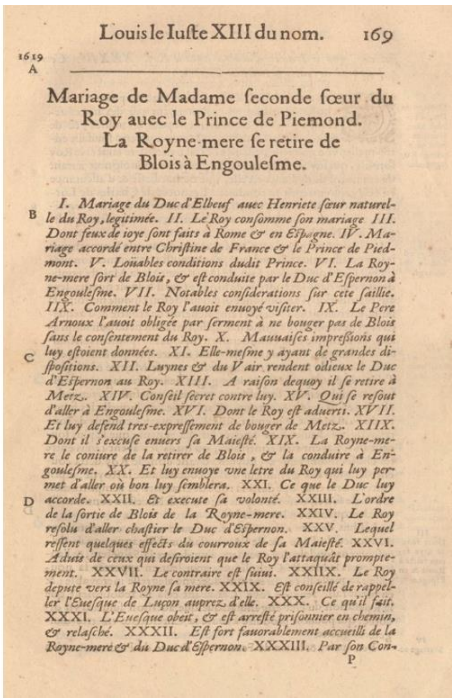 Louis le Iuste XIII du nom. 169
1619
A
Mariage de Madame seconde sœur du
Roy auec le Prince de Piemond.
La Royne-mere se retire de
Blois à Engoulesme.
I. Mariage du Duc d'Elbeuf auec Henriete sœur naturel-
B
le du Roy, legitimée. II. Le Roy consomme son mariage III.
Dont feux de ioye sont faits à Rome & en Espagne. IV. Ma-
riage accordé entre Christine de France & le Prince de Pied-
mont. V. Loüables conditions dudit Prince. VI. La Roy-
ne-mere sort de Blois, & est conduite par le Duc d'Espernon à
Engoulesme. VII. Notables considerations sur cete saillie.
IIX. Comment le Roy l'auoit enuoyé visiter. IX. Le Pere
Arnoux l'auoit obligée par serment à ne bouger pas de Blois
sans le consentement du Roy. X. Mauuaises impreßions qui
C
luy estoient données. XI. Elle-mesme y ayant de grandes di-
spositions. XII. Luynes & du Vair rendent odieux le Duc
d'Espernon au Roy. XIII. A raison dequoy il se retire à
Metz. XIV. Conseil secret contre luy. XV. Qui se resout
d'aller à Engoulesme. XVI. Dont le Roy est aduerti. XVII.
Et luy defend tres-expressement de bouger de Metz. XIIX.
Dont il s'excuse enuers sa Maiesté. XIX. La Royne-me-
re le coniure de la retirer de Blois, & la conduire à En-
goulesme. XX. Et luy enuoye vne letre du Roy qui luy per-
met d'aller où bon luy semblera. XXI. Ce que le Duc luy
D
accorde. XXII. Et execute sa volonté. XXIII. L'ordre
de la sortie de Blois de la Royne-mere. XXIV. Le Roy
resolu d'aller chastier le Duc d'Espernon. XXV. Lequel
ressent quelques effects du courroux de sa Maiesté. XXVI.
Aduis de ceux qui desiroient que le Roy l'attaquât prompte-
ment. XXVII. Le contraire est suiui. XXIIX. Le Roy
depute vers la Royne sa mere. XXIX. Est conseillé de rappel-
ler l'Euesque de Luçon auprez d'elle. XXX. Ce qu'il fait.
XXXI. L'Euesque obeit, & est arresté prisonnier en chemin,
& relasché. XXXII. Est fort fauorablement accueilli de la
Royne-mere & du Duc d'Espernon. XXXIII. Par son Con-
P